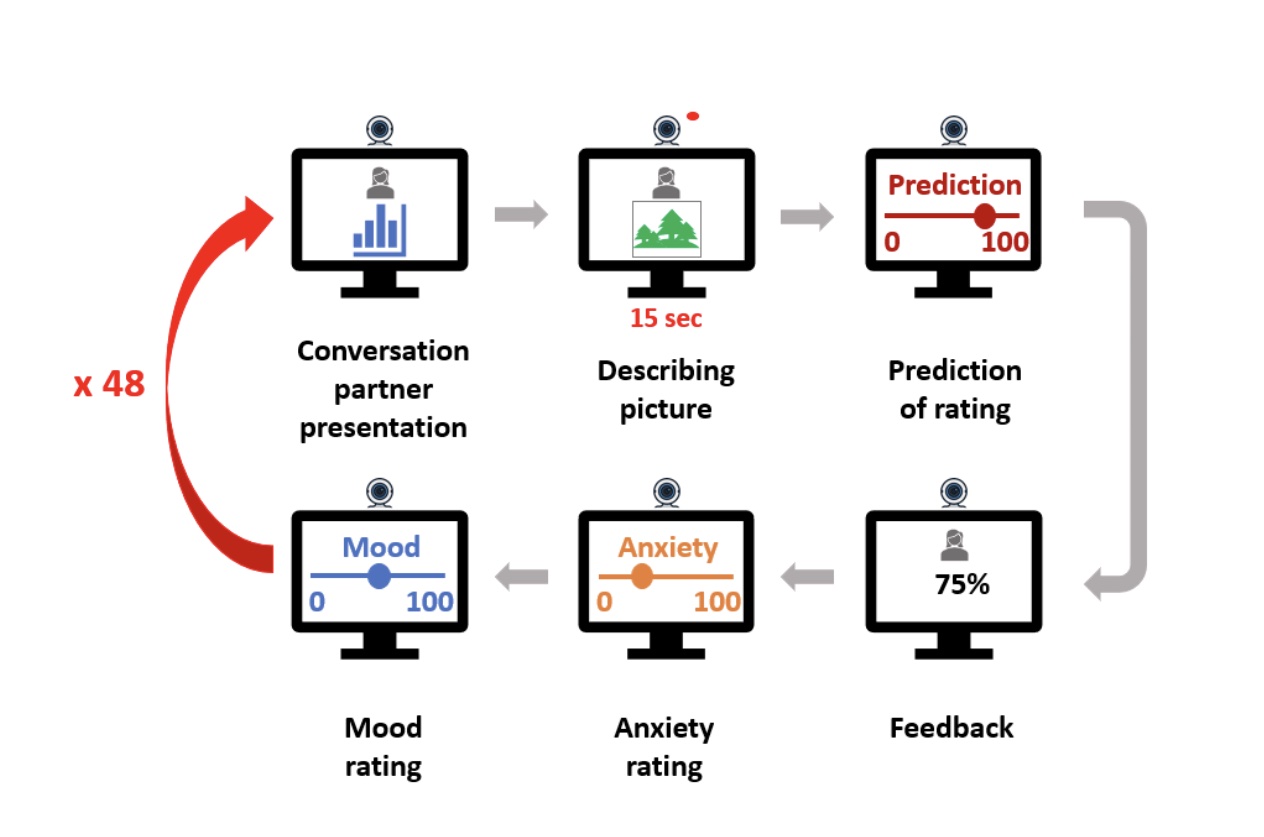 Prediction
0 100
15 sec
Conversation
partner
presentation
Describing
picture
Prediction
of rating
x 48
Mood
0 100
Anxiety
0 100
75%
Mood
rating
Anxiety
rating
Feedback